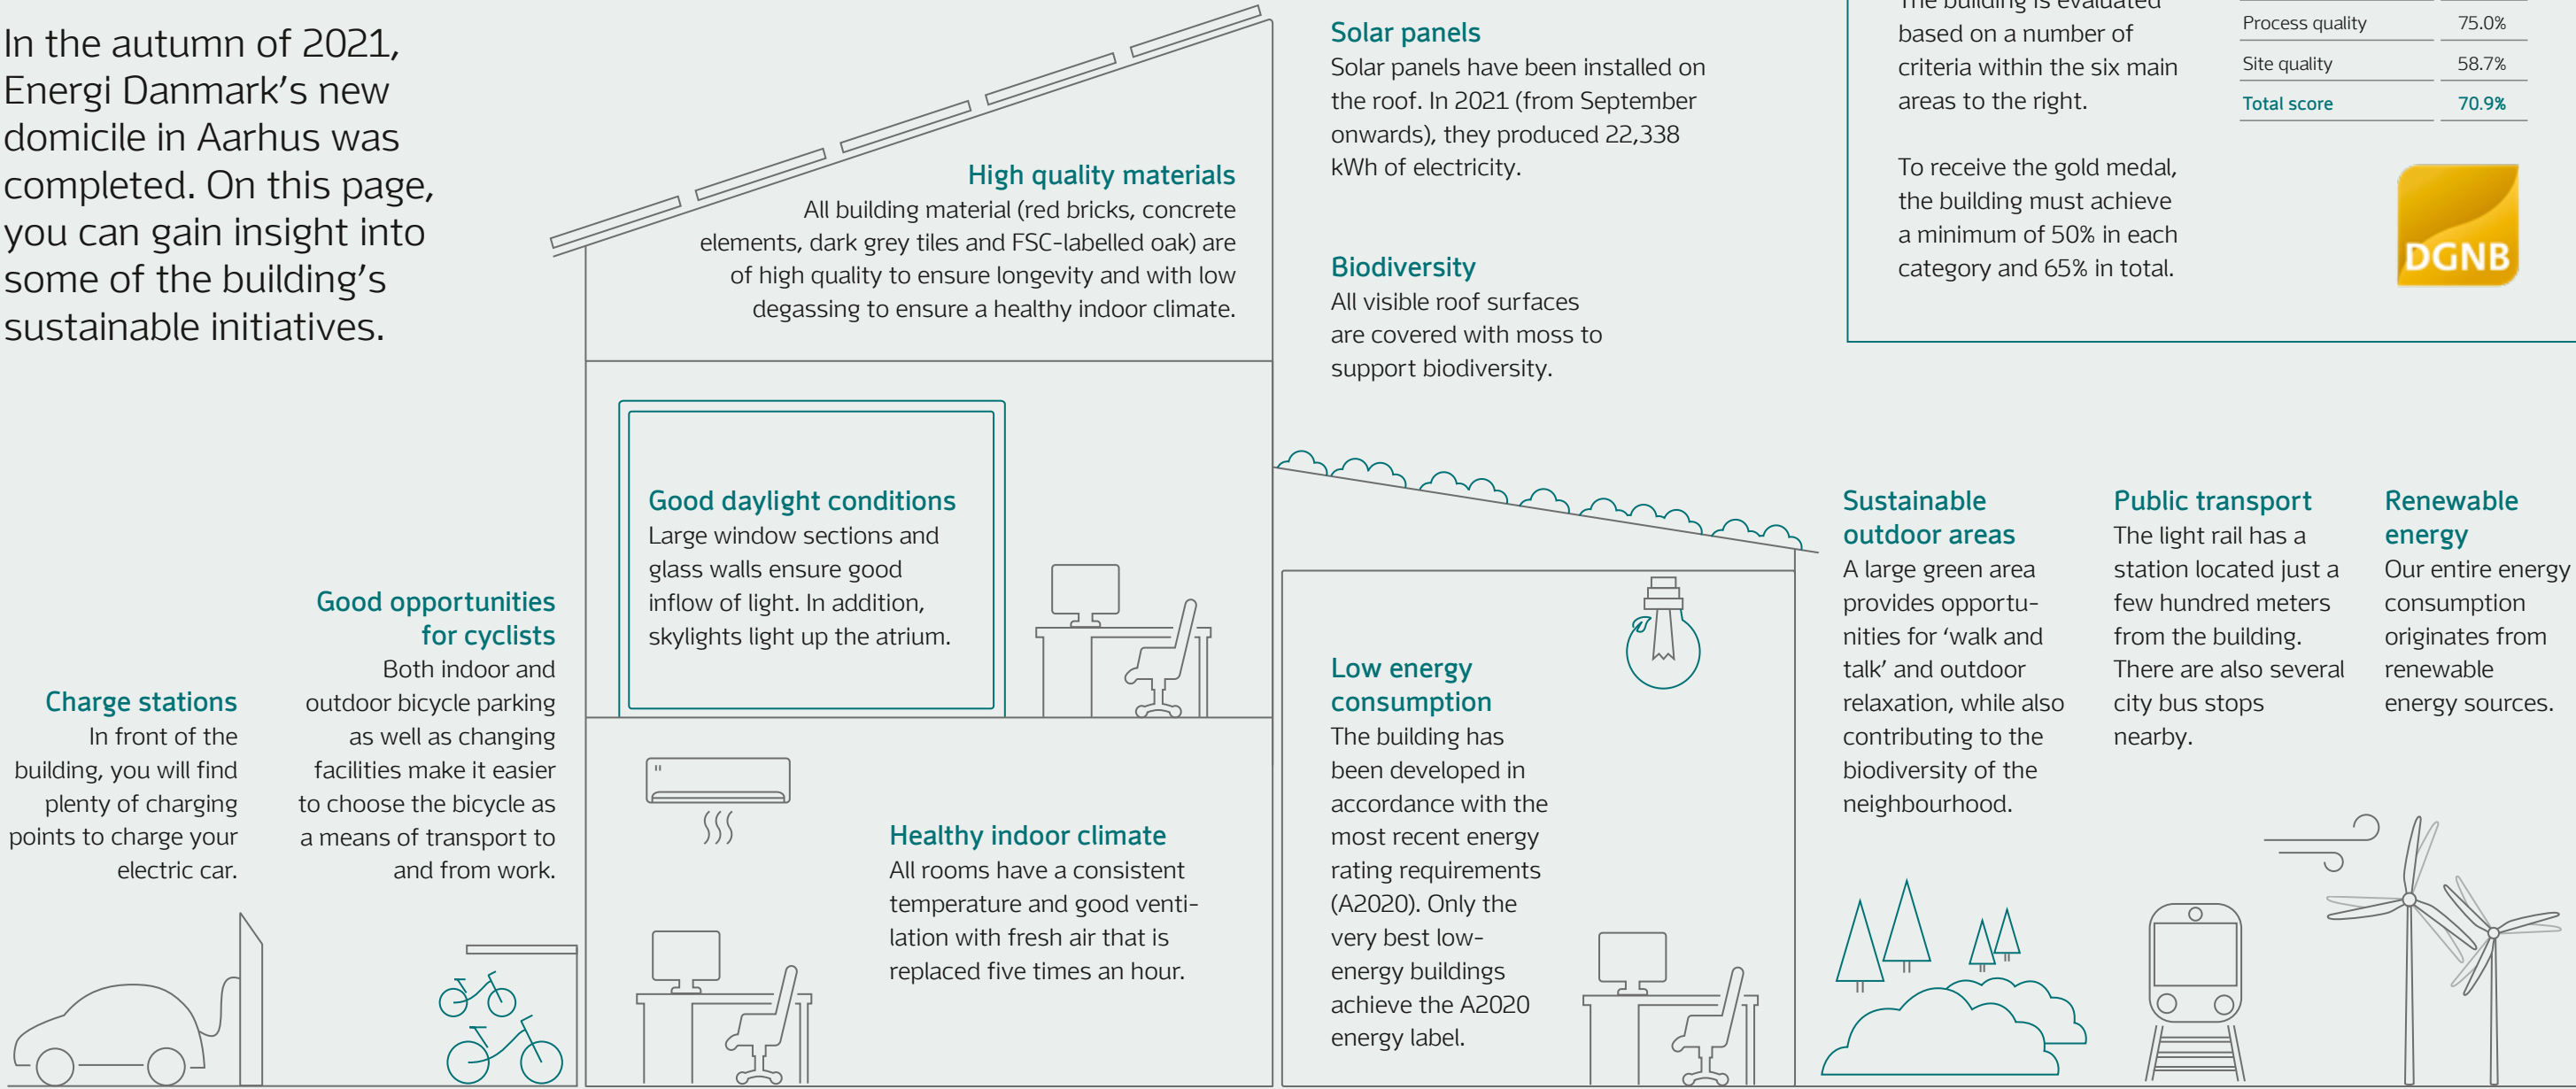 In the autumn of 2021,
Energi Danmark's new
domicile in Aarhus was
completed. On this page,
you can gain insight into
some of the building's
sustainable initiatives.
High quality materials
All building material (red bricks, concrete
elements, dark grey tiles and FSC-labelled oak) are
of high quality to ensure longevity and with low
degassing to ensure a healthy indoor climate.
Solar panels
Solar panels have been installed on
the roof. In 2021 (from September
onwards), they produced 22,338
kWh of electricity.
Biodiversity
All visible roof surfaces
are covered with moss to
support biodiversity.
The building is evaluated
based on a number of
criteria within the six main
areas to the right.
To receive the gold medal,
the building must achieve
a minimum of 50% in each
category and 65% in total.
Process quality 75.0%
Site quality 58.7%
Total score 70.9%
DGNB
Charge stations
In front of the
building, you will find
plenty of charging
points to charge your
electric car.
Good opportunities
for cyclists
Both indoor and
outdoor bicycle parking
as well as changing
facilities make it easier
to choose the bicycle as
a means of transport to
and from work.
Good daylight conditions
Large window sections and
glass walls ensure good
inflow of light. In addition,
skylights light up the atrium.
Healthy indoor climate
All rooms have a consistent
temperature and good venti-
lation with fresh air that is
replaced five times an hour.
Low energy
consumption
The building has
been developed in
accordance with the
most recent energy
rating requirements
(A2020). Only the
very best low-
energy buildings
achieve the A2020
energy label.
Sustainable
outdoor areas
A large green area
provides opportu-
nities for 'walk and
talk' and outdoor
relaxation, while also
contributing to the
biodiversity of the
neighbourhood.
Public transport
The light rail has a
station located just a
few hundred meters
from the building.
There are also several
city bus stops
nearby.
Renewable
energy
Our entire energy
consumption
originates from
renewable
energy sources.